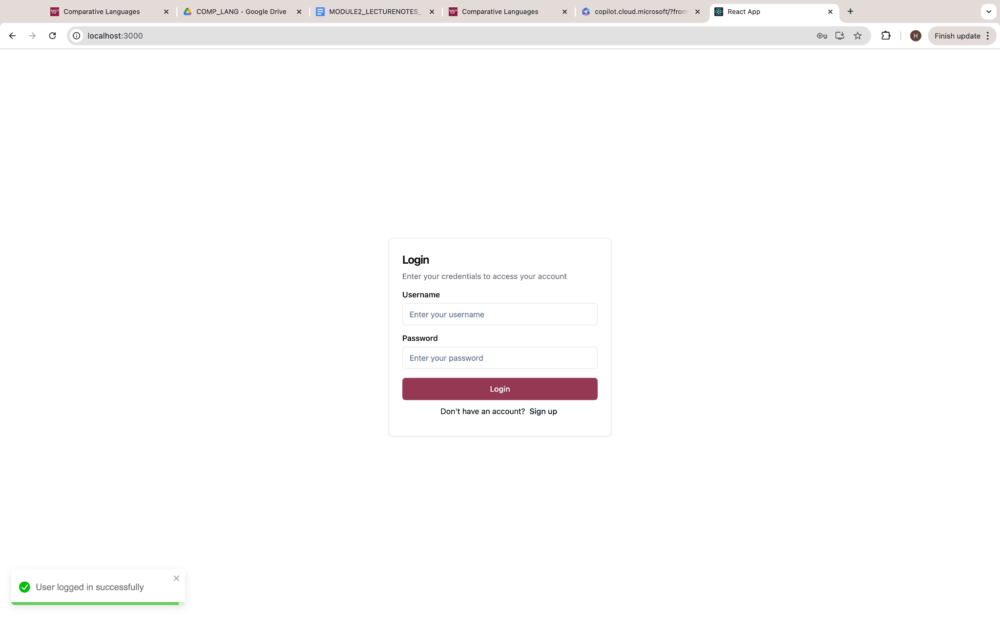 Comparative Languages
COMP_LANG - Google Drive
MODULE2_LECTURENOTES_
Comparative Languages
copilot.cloud.microsoft/?from
React App
localhost:3000
H
Finish update
Login
Enter your credentials to access your account
Username
Enter your username
Password
Enter your password
Login
Don't have an account? Sign up
User logged in successfully